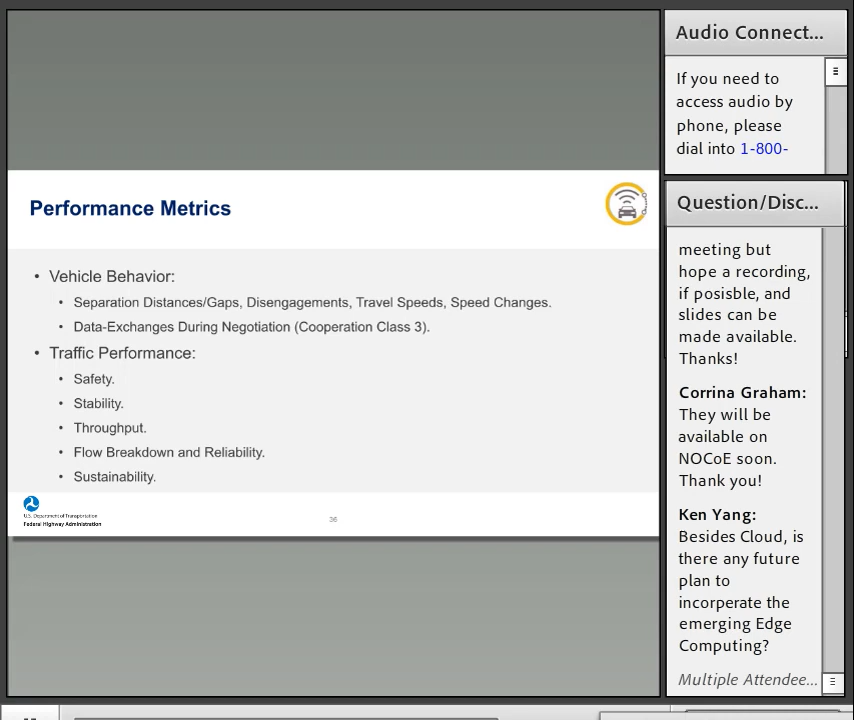 Performance Metrics
• Vehicle Behavior:
• Separation Distances/Gaps, Disengagements, Travel Speeds, Speed Changes.
• Data-Exchanges During Negotiation (Cooperation Class 3).
• Traffic Performance:
• Safety.
• Stability.
• Throughput.
• Flow Breakdown and Reliability.
• Sustainability.
U.S. Department of Transportation
Federal Highway Administration
36
Audio Connect...
If you need to
access audio by
phone, please
dial into 1-800-
Question/Disc...
meeting but
hope a recording,
if posisble, and
slides can be
made available.
Thanks!
Corrina Graham:
They will be
available on
NOCoE soon.
Thank you!
Ken Yang:
Besides Cloud, is
there any future
plan to
incorperate the
emerging Edge
Computing?
Multiple Attendee...